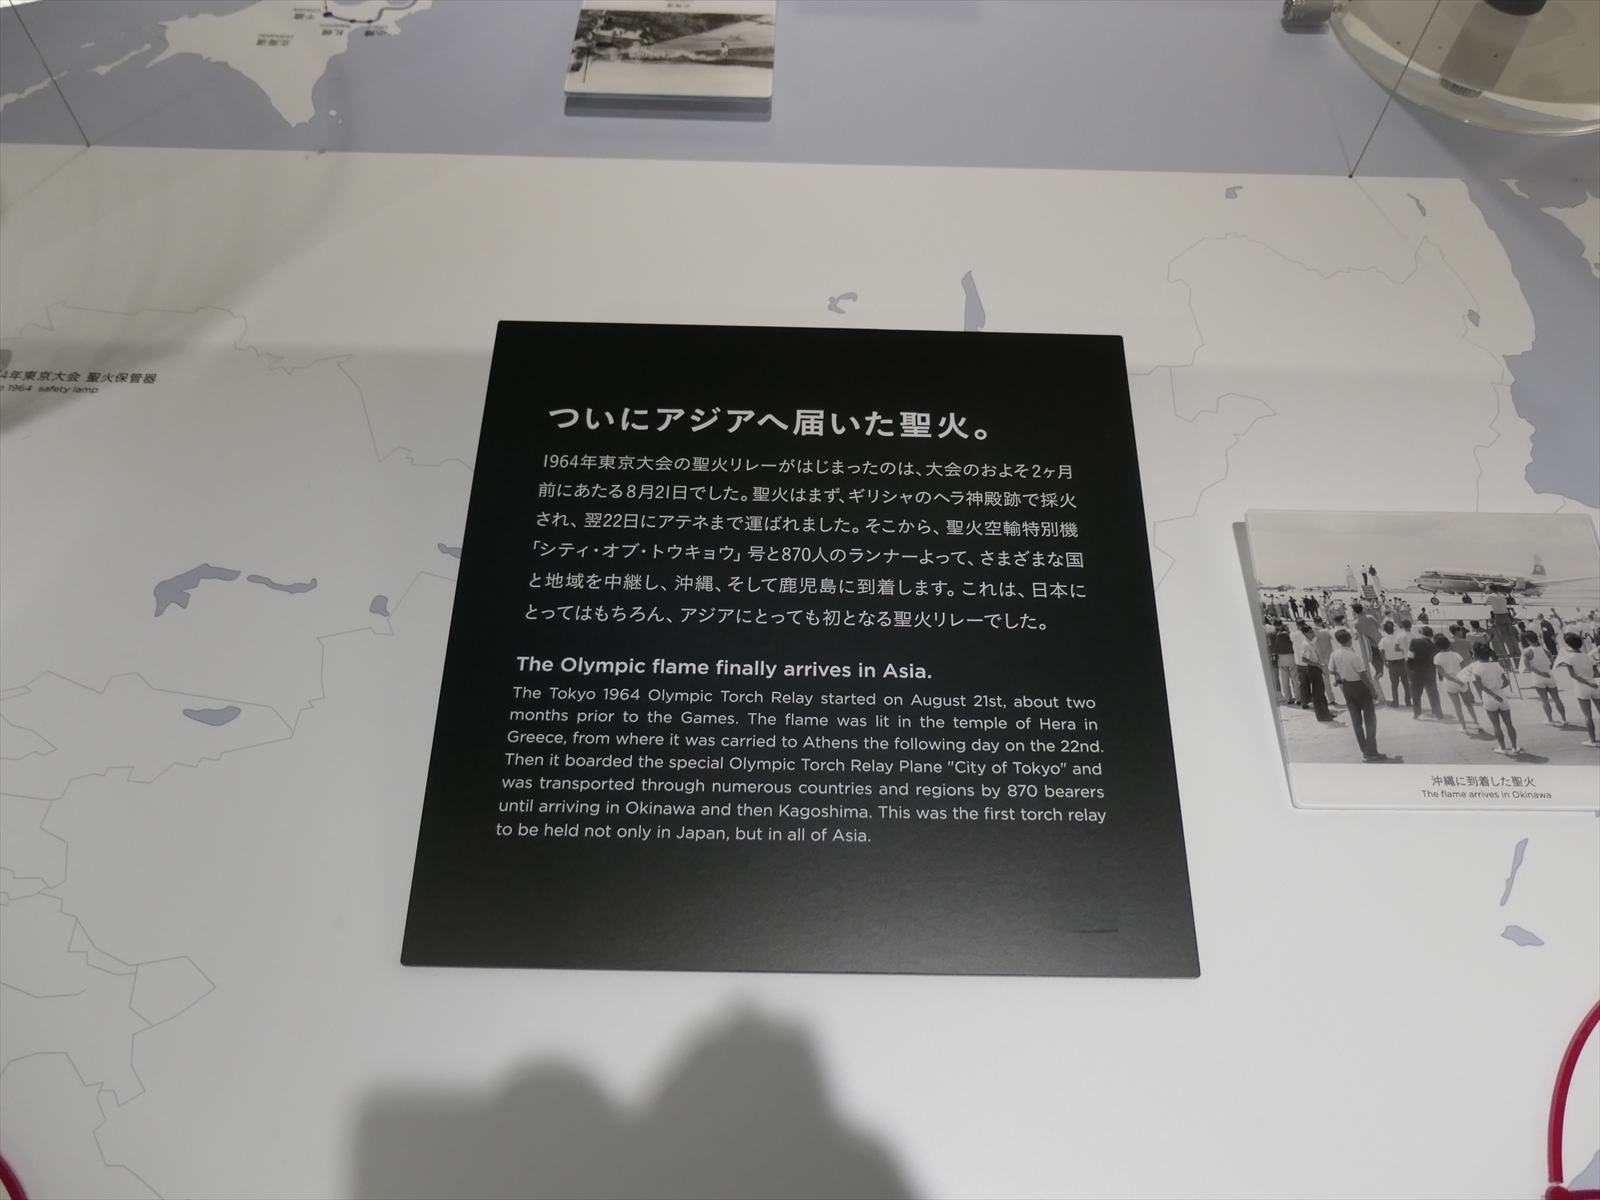 北海道
千歳
札幌
ついにアジアへ届いた聖火。
1964年東京大会の聖火リレーがはじまったのは、大会のおよそ2ヶ月
前にあたる8月21日でした。聖火はまず、ギリシャのヘラ神殿跡で採火
され、翌22日にアテネまで運ばれました。そこから、聖火空輸特別機
「シティ・オブ・トウキョウ」号と870人のランナーよって、さまざまな国
と地域を中継し、沖縄、そして鹿児島に到着します。これは、日本に
とってはもちろん、アジアにとっても初となる聖火リレーでした。
The Olympic flame finally arrives in Asia.
The Tokyo 1964 Olympic Torch Relay started on August 21st, about two
months prior to the Games. The flame was lit in the temple of Hera in
Greece, from where it was carried to Athens the following day on the 22nd.
Then it boarded the special Olympic Torch Relay Plane "City of Tokyo" and
was transported through numerous countries and regions by 870 bearers
until arriving in Okinawa and then Kagoshima. This was the first torch relay
to be held not only in Japan, but in all of Asia.
4年東京大会 聖火保管器
1964 safety lamp
沖縄に到着した聖火
The flame arrives in Okinawa